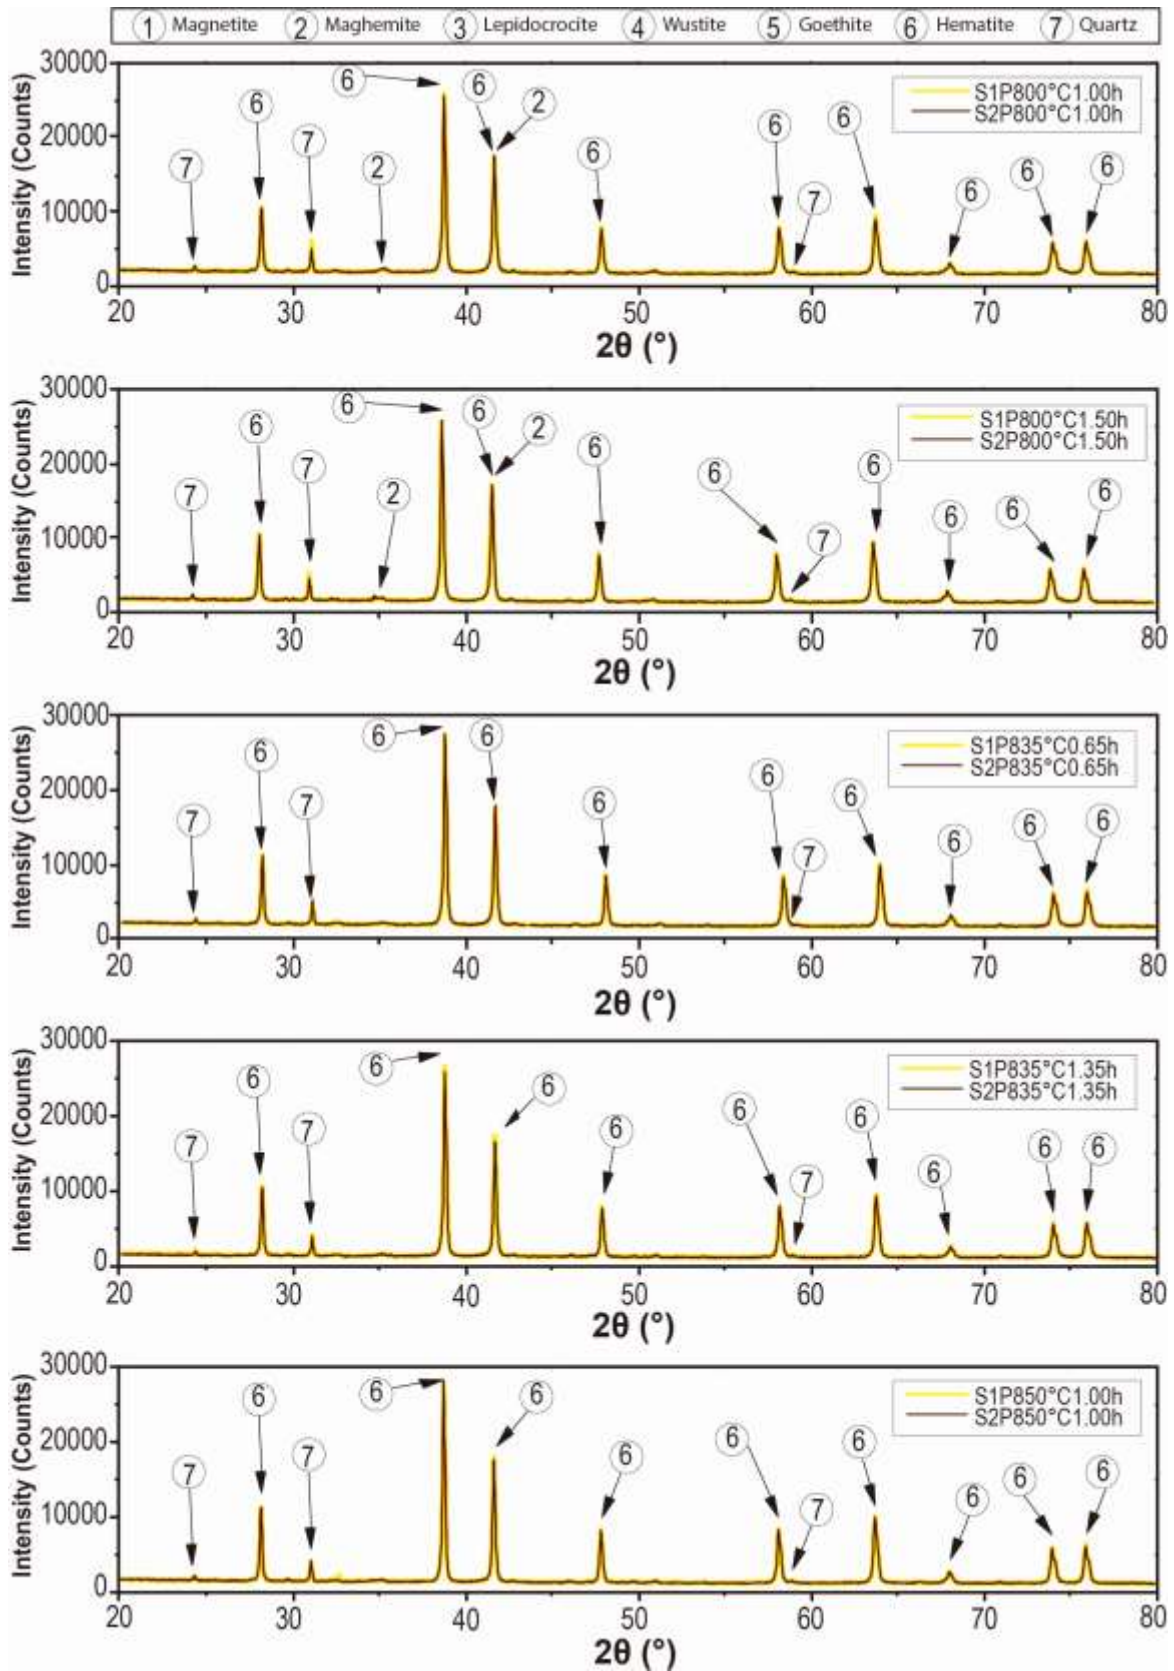 1 Magnetite 2 Maghemite 3 Lepidocrocite 4 Wustite 5 Goethite 6 Hematite 7 Quartz
30000
20000
10000
0
Intensity (Counts)
S1P800°C1.00h
S2P800°C1.00h
7 6 7 2 6 6 2 6 6 7 6 6 6 6
20 30 40 50 60 70 80
2θ (°)
30000
20000
10000
0
Intensity (Counts)
S1P800°C1.50h
S2P800°C1.50h
7 6 7 2 6 6 2 6 6 7 6 6 6 6
20 30 40 50 60 70 80
2θ (°)
30000
20000
10000
0
Intensity (Counts)
S1P835°C0.65h
S2P835°C0.65h
7 6 7 6 6 6 6 7 6 6 6 6
20 30 40 50 60 70 80
2θ (°)
30000
20000
10000
0
Intensity (Counts)
S1P835°C1.35h
S2P835°C1.35h
7 6 7 6 6 6 6 7 6 6 6 6
20 30 40 50 60 70 80
2θ (°)
30000
20000
10000
0
Intensity (Counts)
S1P850°C1.00h
S2P850°C1.00h
7 6 7 6 6 6 6 7 6 6 6 6
20 30 40 50 60 70 80
2θ (°)